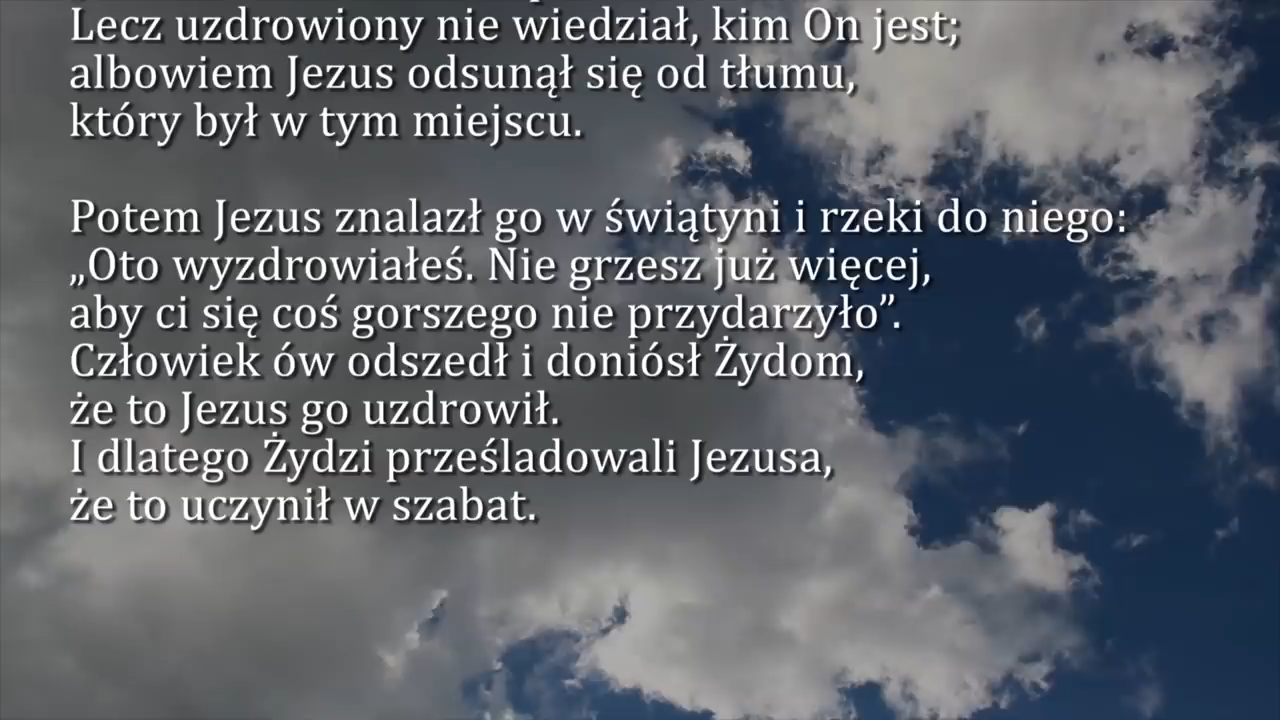 Lecz uzdrowiony nie wiedział, kim On jest;
albowiem Jezus odsunął się od tłumu,
który był w tym miejscu.
Potem Jezus znalazł go w świątyni i rzeki do niego:
„Oto wyzdrowiałeś. Nie grzesz już więcej,
aby ci się coś gorszego nie przydarzyło”.
Człowiek ów odszedł i doniósł Żydom,
że to Jezus go uzdrowił.
I dlatego Żydzi prześladowali Jezusa,
że to uczynił w szabat.